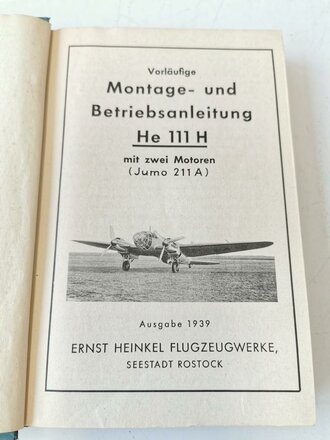 Vorläufige
Montage- und
Betriebsanleitung
He 111 H
mit zwei Motoren
(Jumo 211 A)
Ausgabe 1939
ERNST HEINKEL FLUGZEUGWERKE,
SEESTADT ROSTOCK